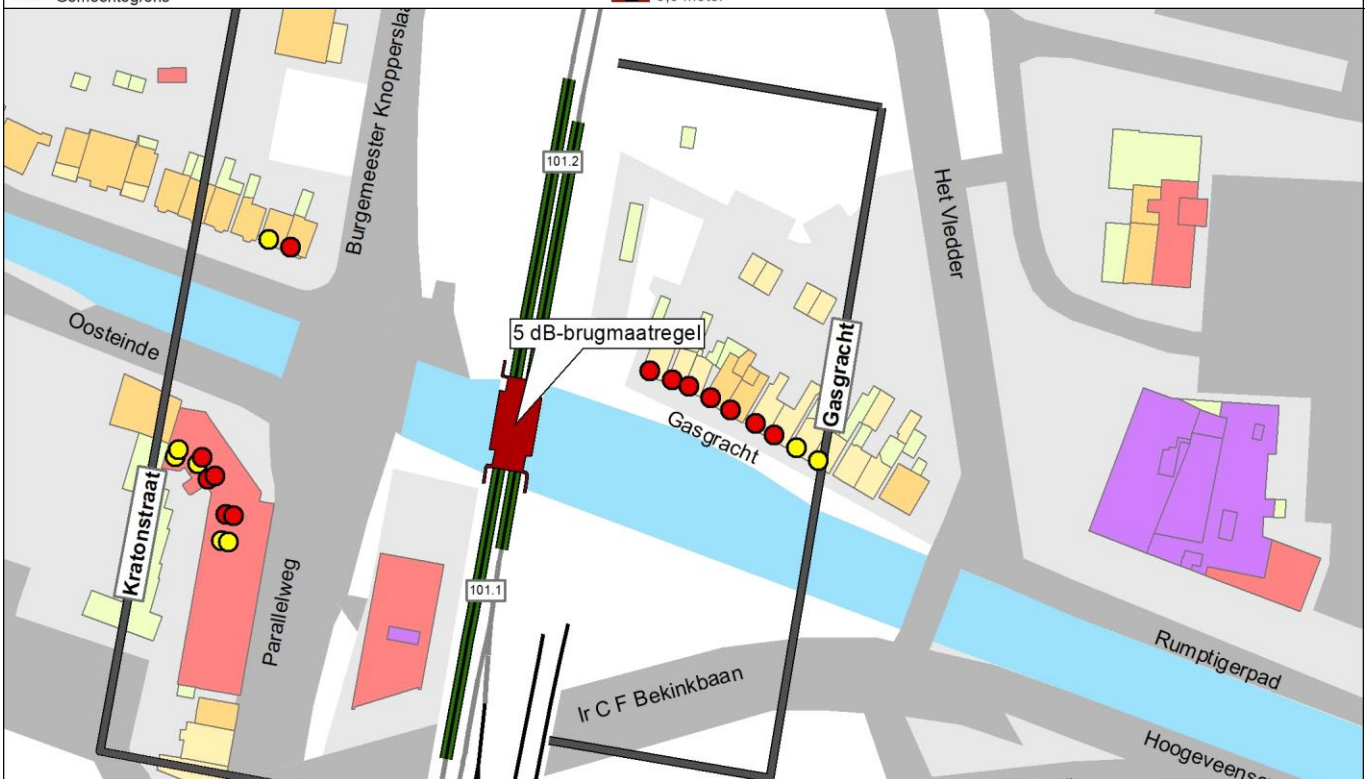 Burgemeester Knoppersla
101.2
Het Vledder
Oosteinde
5 dB-brugmaatregel
Gasgracht
Gasgracht
Kratonstraat
Parallelweg
101.1
Ir C F Bekinkbaan
Rumptigerpad
Hoogeveens